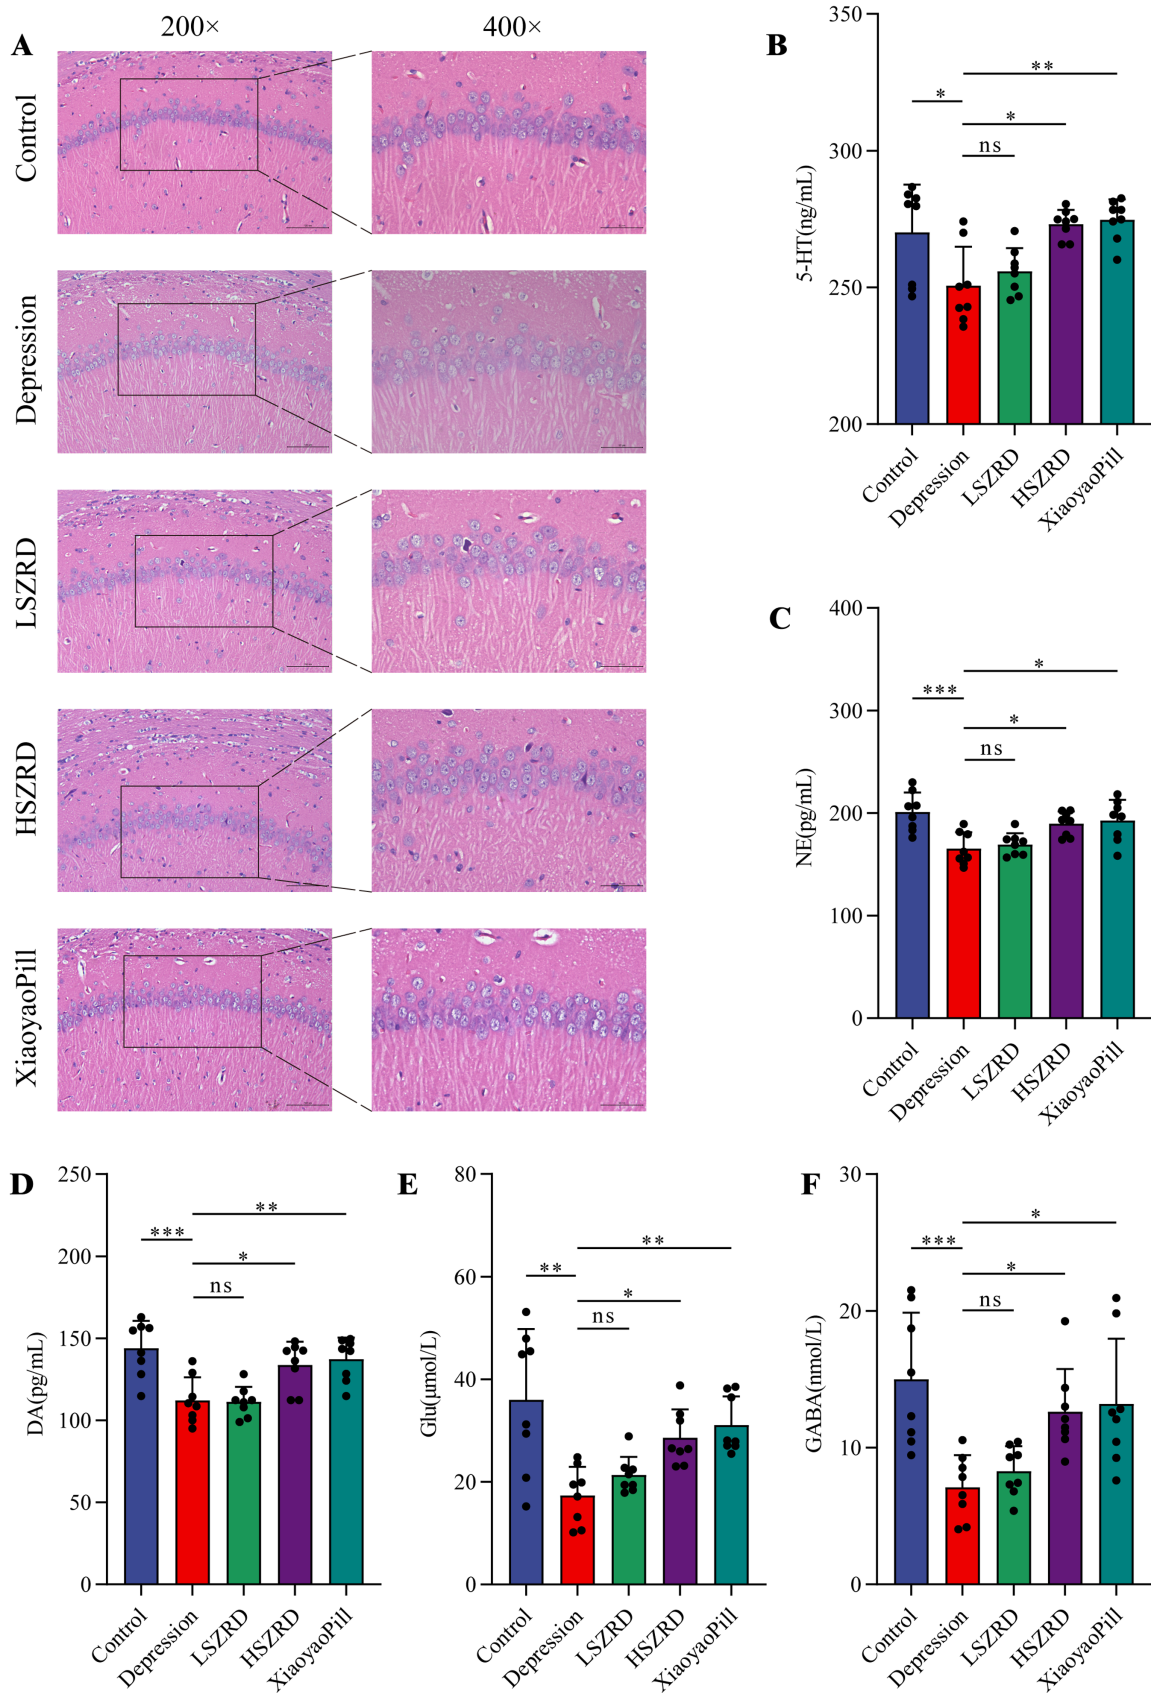 A
200×
400×
Control
Depression
LSZRD
HSZRD
XiaoyaoPill
B
5-HT(ng/mL)
350
300
250
200
**
*
*
ns
Control
Depression
LSZRD
HSZRD
XiaoyaoPill
C
NE(pg/mL)
400
300
200
100
0
*
***
*
ns
Control
Depression
LSZRD
HSZRD
XiaoyaoPill
D
DA(pg/mL)
250
200
150
100
50
0
**
***
*
ns
Control
Depression
LSZRD
HSZRD
XiaoyaoPill
E
Glu(μmol/L)
80
60
40
20
0
**
**
*
ns
Control
Depression
LSZRD
HSZRD
XiaoyaoPill
F
GABA(nmol/L)
30
20
10
0
*
***
*
ns
Control
Depression
LSZRD
HSZRD
XiaoyaoPill